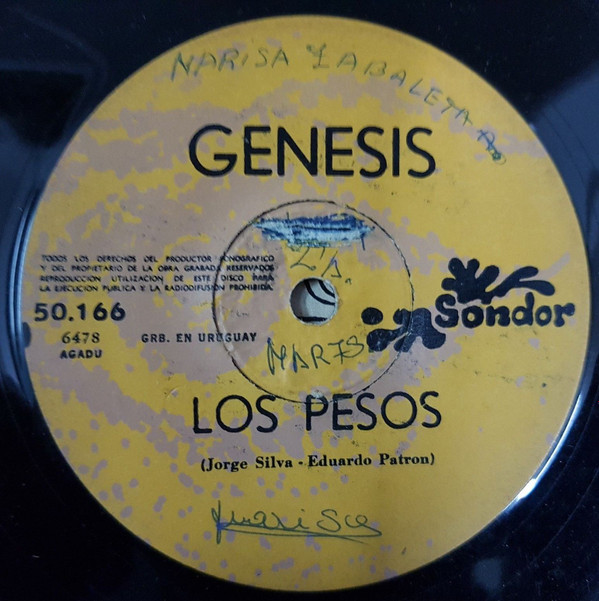 MARISA ZABALETA
GENESIS
TODOS LOS DERECHOS DEL PRODUCTOR FONOGRAFICO
Y DEL PROPIETARIO DE LA OBRA GRABADA RESERVADOS
REPRODUCCION UTILIZACION DE ESTE DISCO PARA
LA EJECUCION PUBLICA Y LA RADIODIFUSION PROHIBIDA.
50.166
6478
AGADU
GRB. EN URUGUAY
Sondor
LOS PESOS
(Jorge Silva - Eduardo Patron)